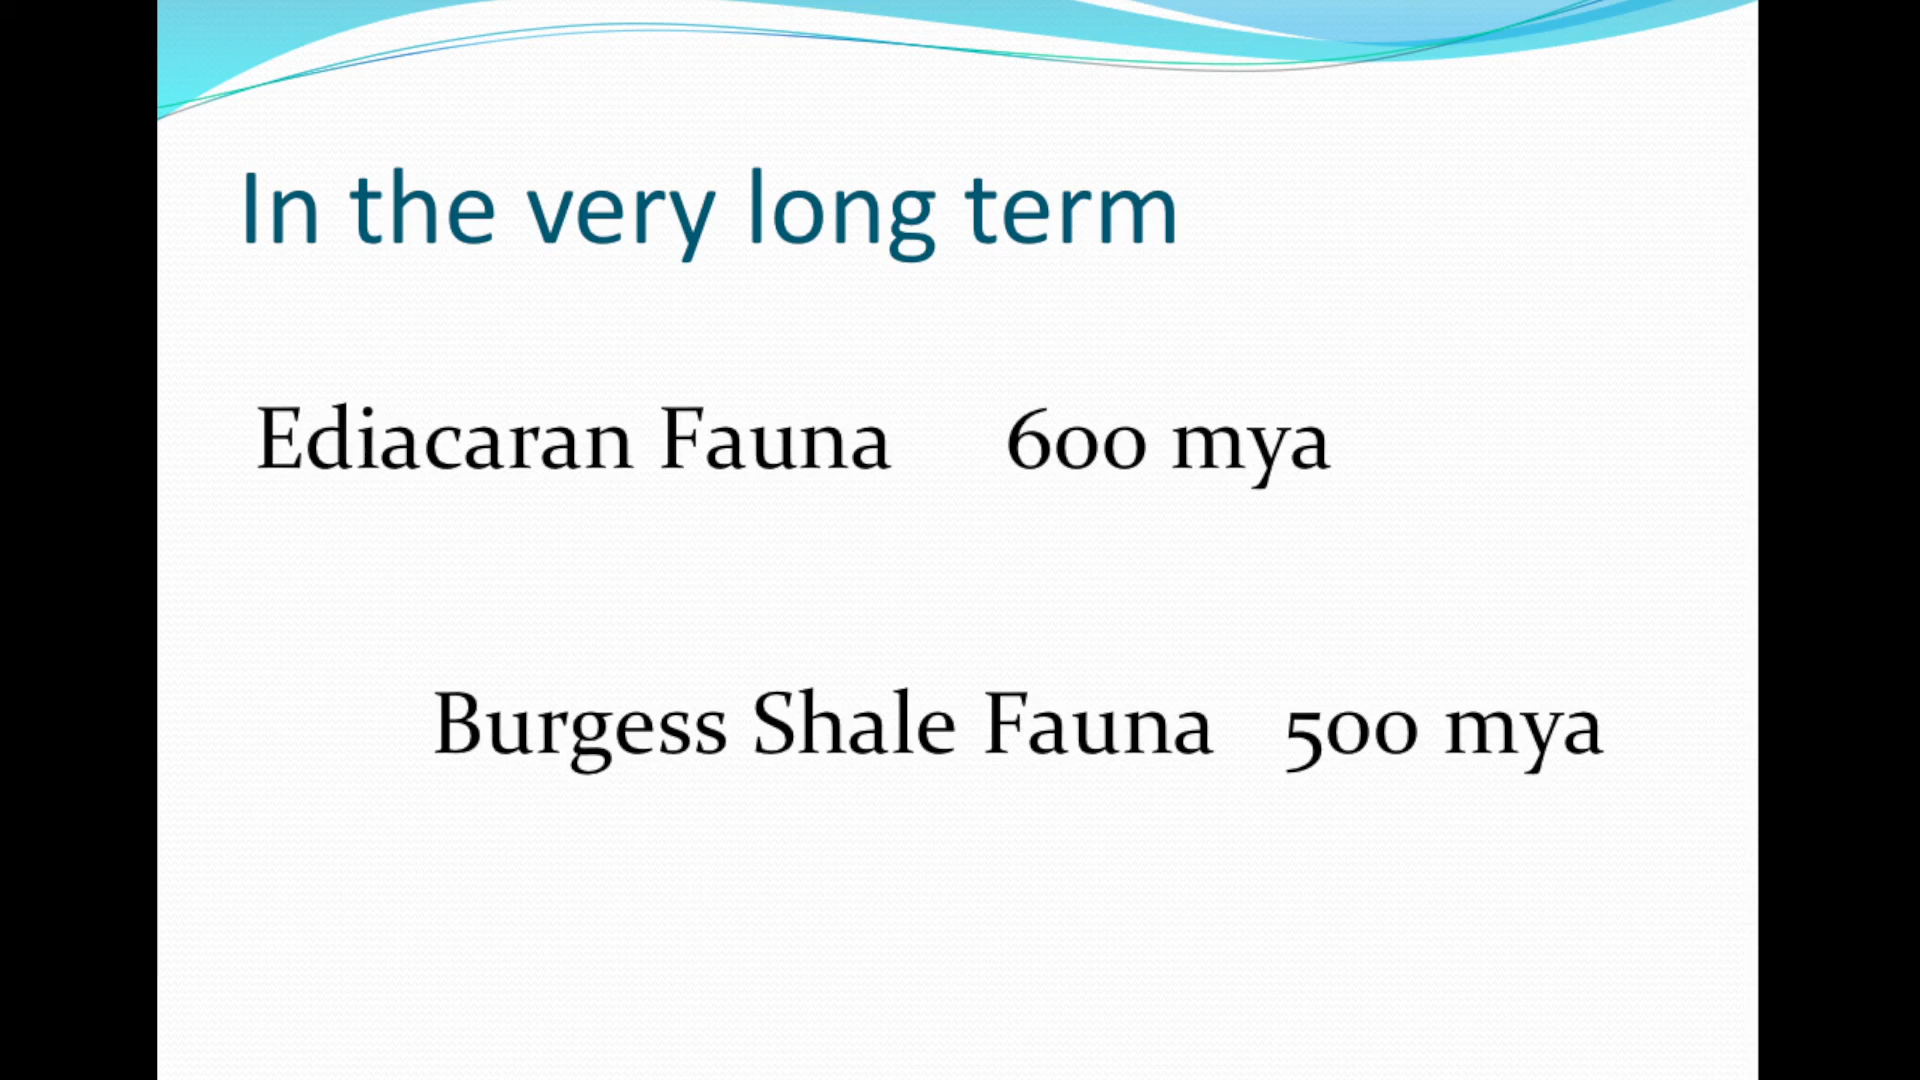 In the very long term
Ediacaran Fauna 600 mya
Burgess Shale Fauna 500 mya